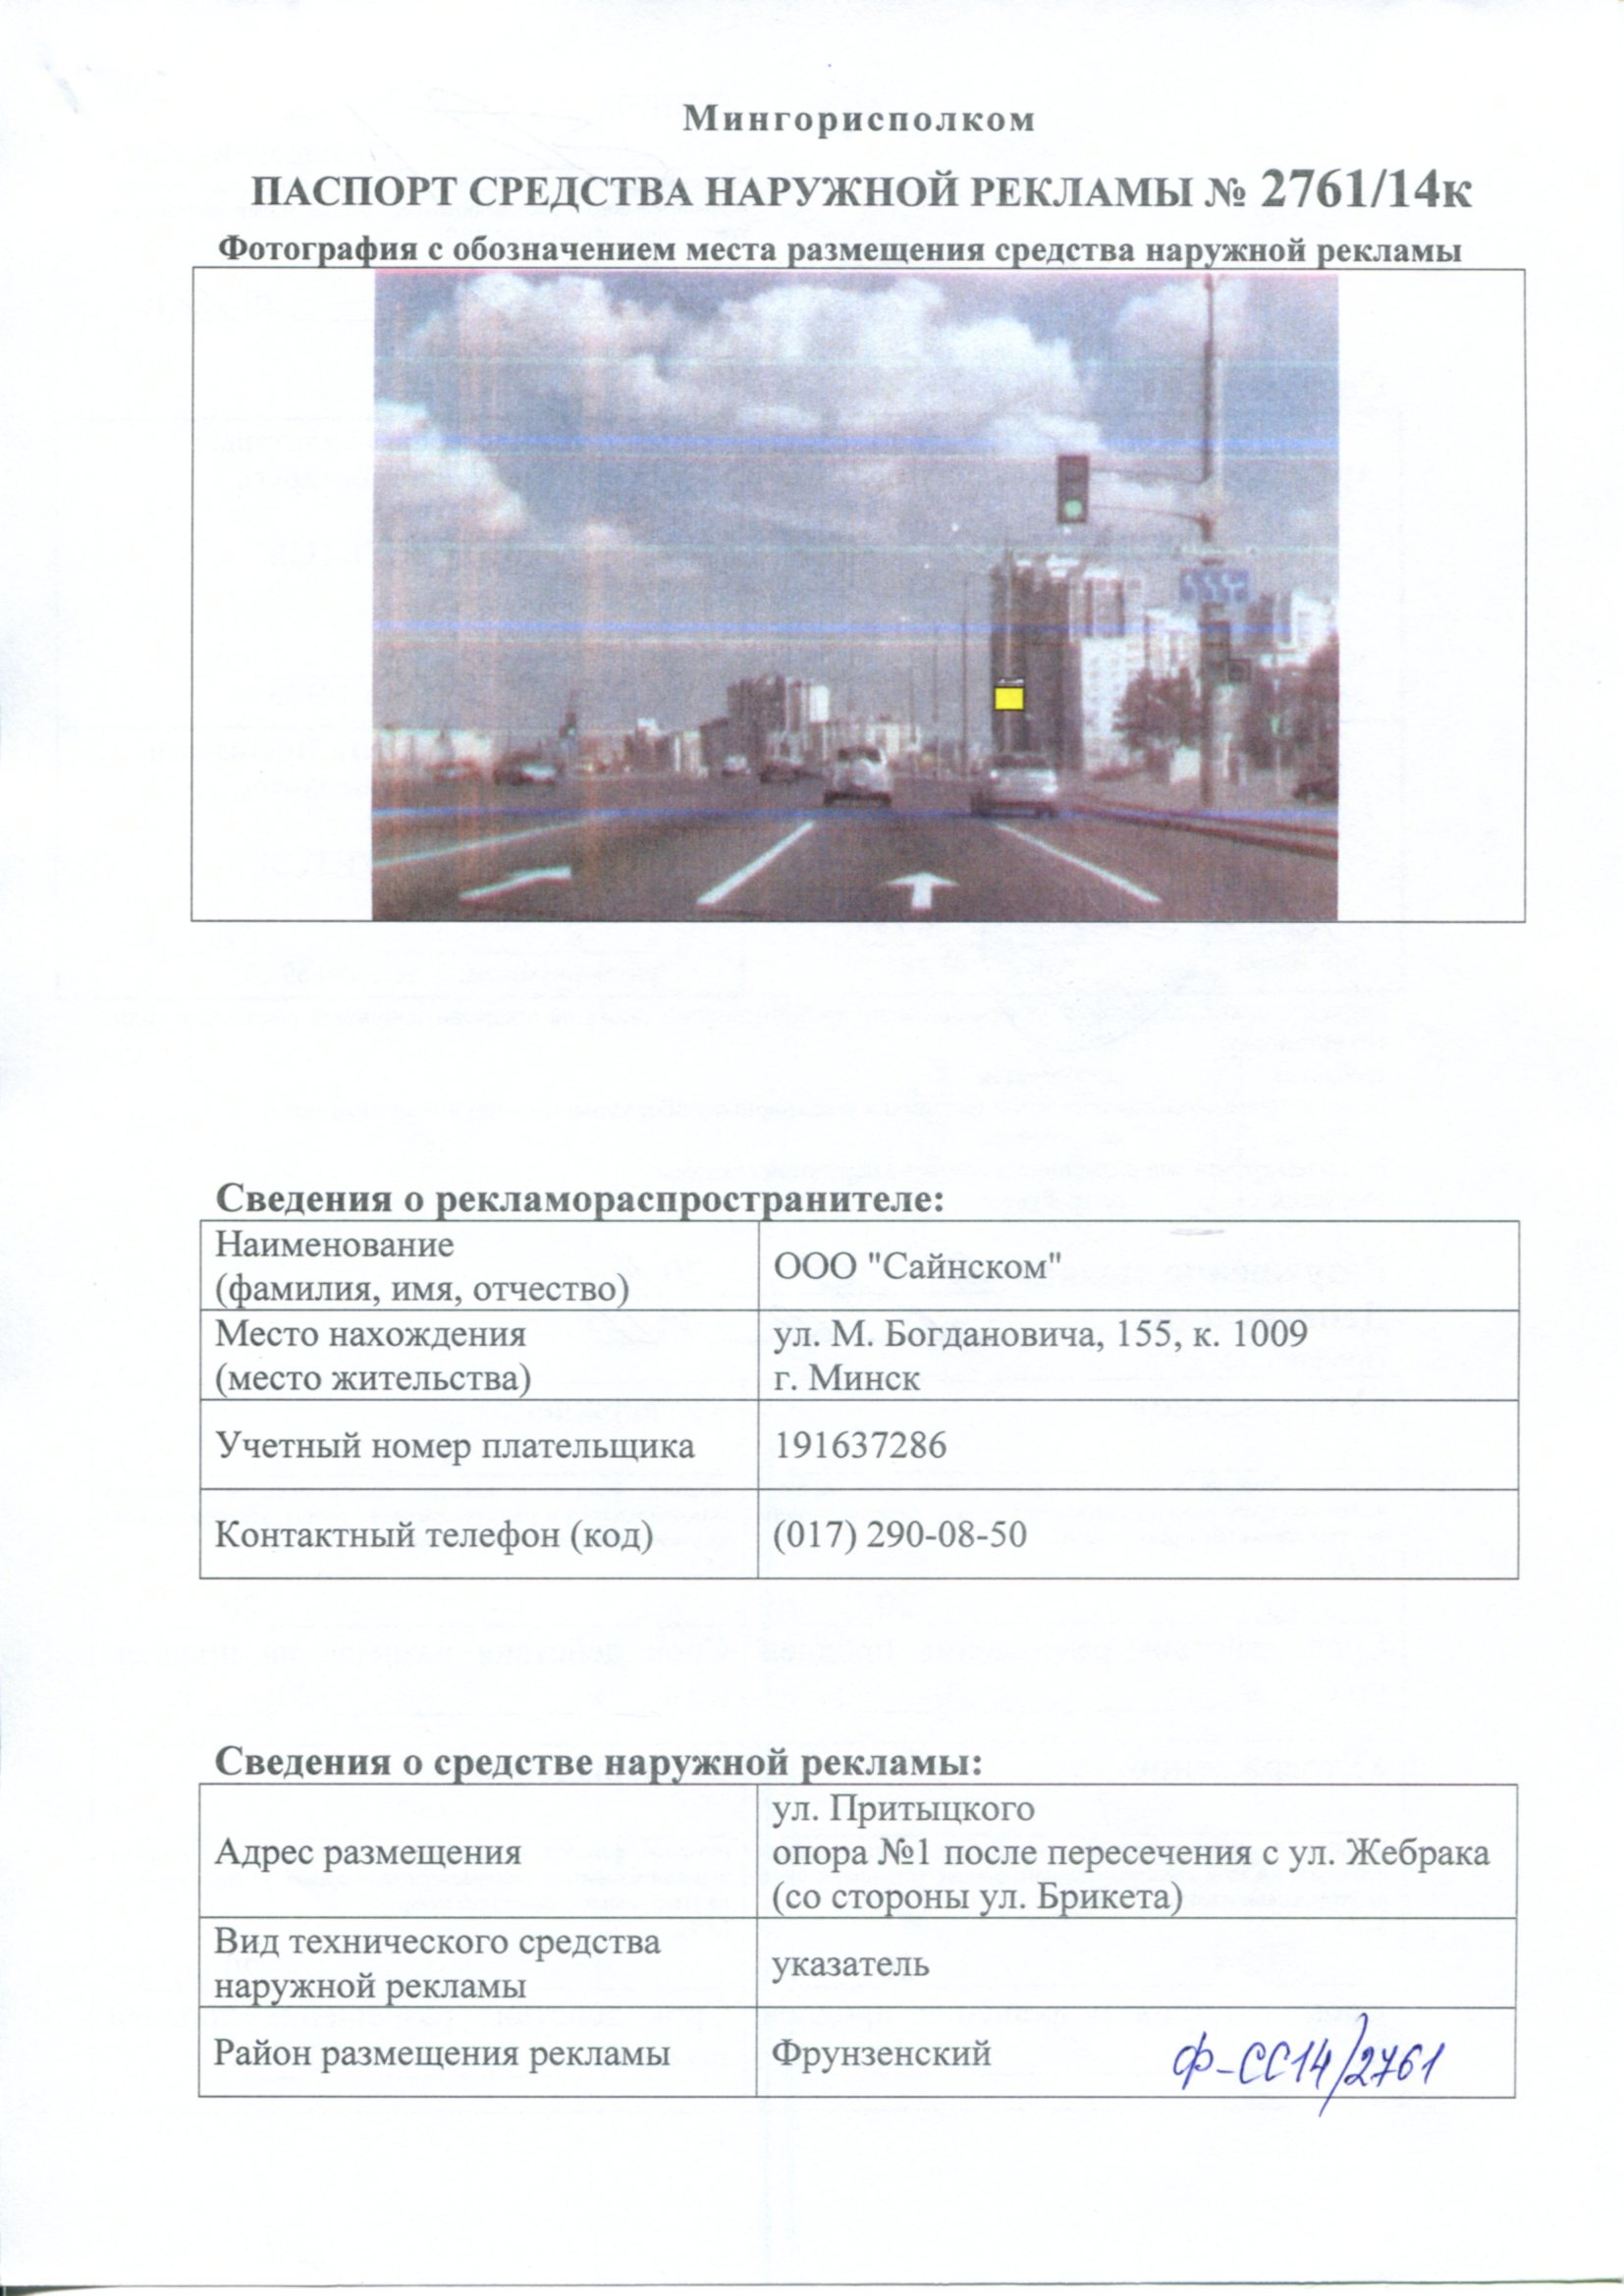 Мингорисполком
ПАСПОРТ СРЕДСТВА НАРУЖНОЙ РЕКЛАМЫ № 2761/14к
Фотография с обозначением места размещения средства наружной рекламы
Сведения о рекламораспространителе:
Наименование
(фамилия, имя, отчество)
ООО "Сайнском"
Место нахождения
(место жительства)
ул. М. Богдановича, 155, к. 1009
г. Минск
Учетный номер плательщика
191637286
Контактный телефон (код)
(017) 290-08-50
Сведения о средстве наружной рекламы:
Адрес размещения
ул. Притыцкого
опора №1 после пересечения с ул. Жебрака
(со стороны ул. Брикета)
Вид технического средства
наружной рекламы
указатель
Район размещения рекламы
Фрунзенский
Ф-СС14/2761